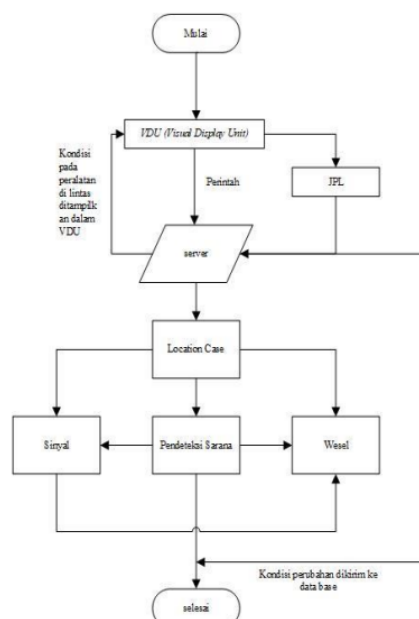 Mulai
VDU (Visual Display Unit)
Kondisi
pada
peralatan
di lintas
ditampilk
an dalam
VDU
Perintah
JPL
server
Location Case
Sinyal
Pendeteksi Sarana
Wesel
Kondisi perubahan dikirim ke
data base
selesai